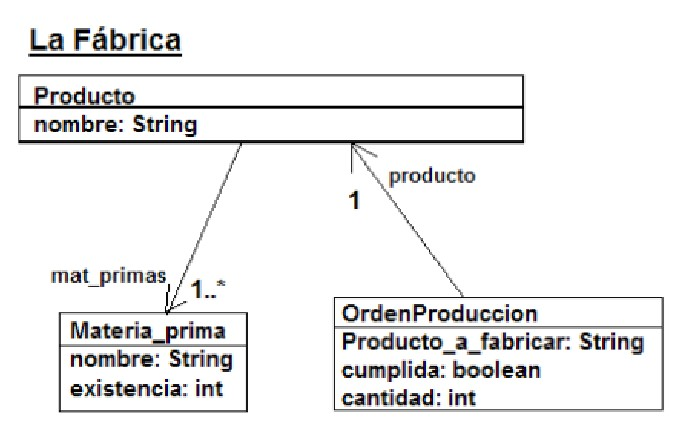 La Fábrica
Producto
nombre: String
producto
1
mat_primas
1..*
Materia_prima
nombre: String
existencia: int
OrdenProduccion
Producto_a_fabricar: String
cumplida: boolean
cantidad: int